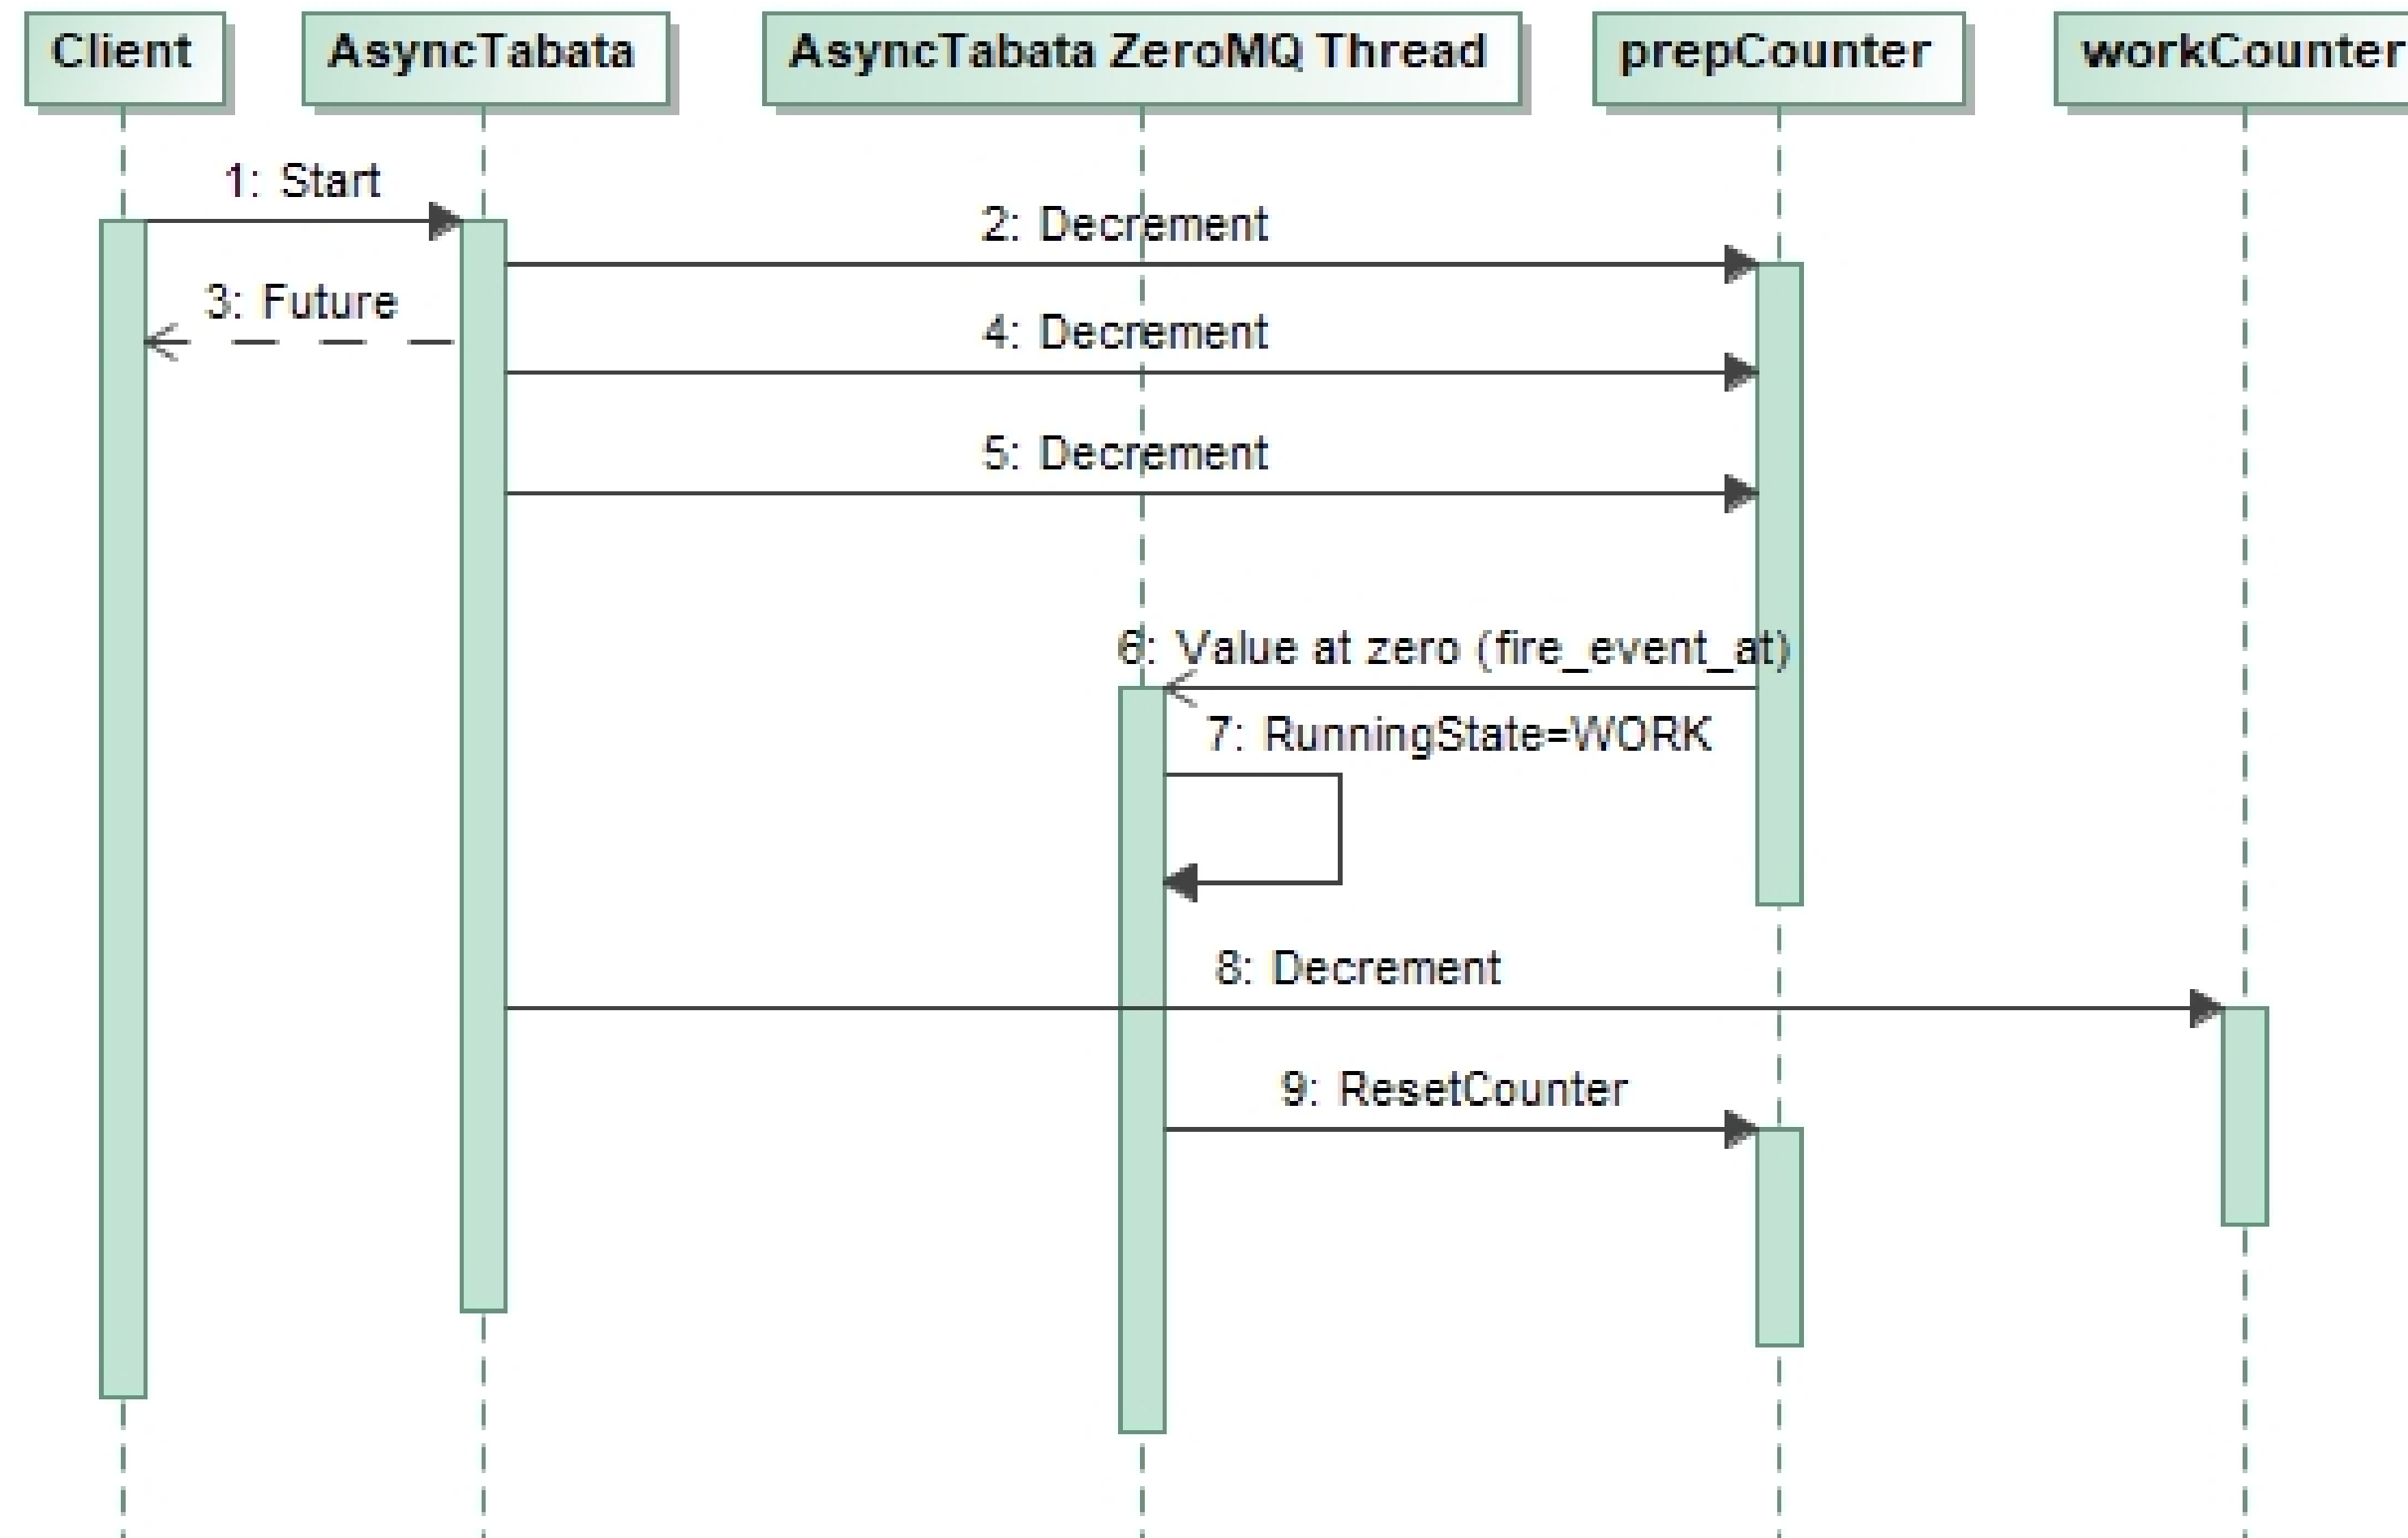 Client
AsyncTabata
AsyncTabata ZeroMQ Thread
prepCounter
workCounter
1: Start
2: Decrement
3: Future
4: Decrement
5: Decrement
6: Value at zero (fire_event_at)
7: RunningState=WORK
8: Decrement
9: ResetCounter